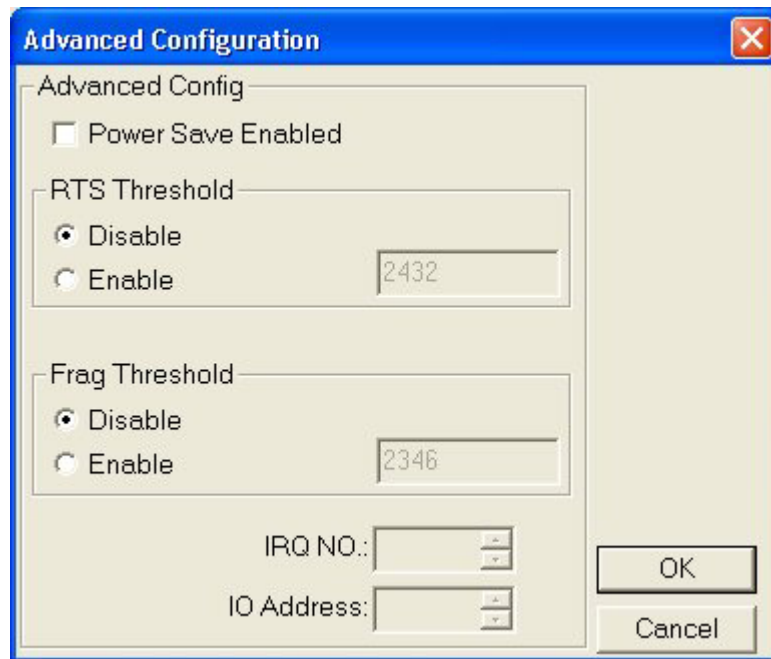 Advanced Configuration
Advanced Config
Power Save Enabled
RTS Threshold
Disable
Enable 2432
Frag Threshold
Disable
Enable 2346
IRQ NO.:
IO Address:
OK
Cancel